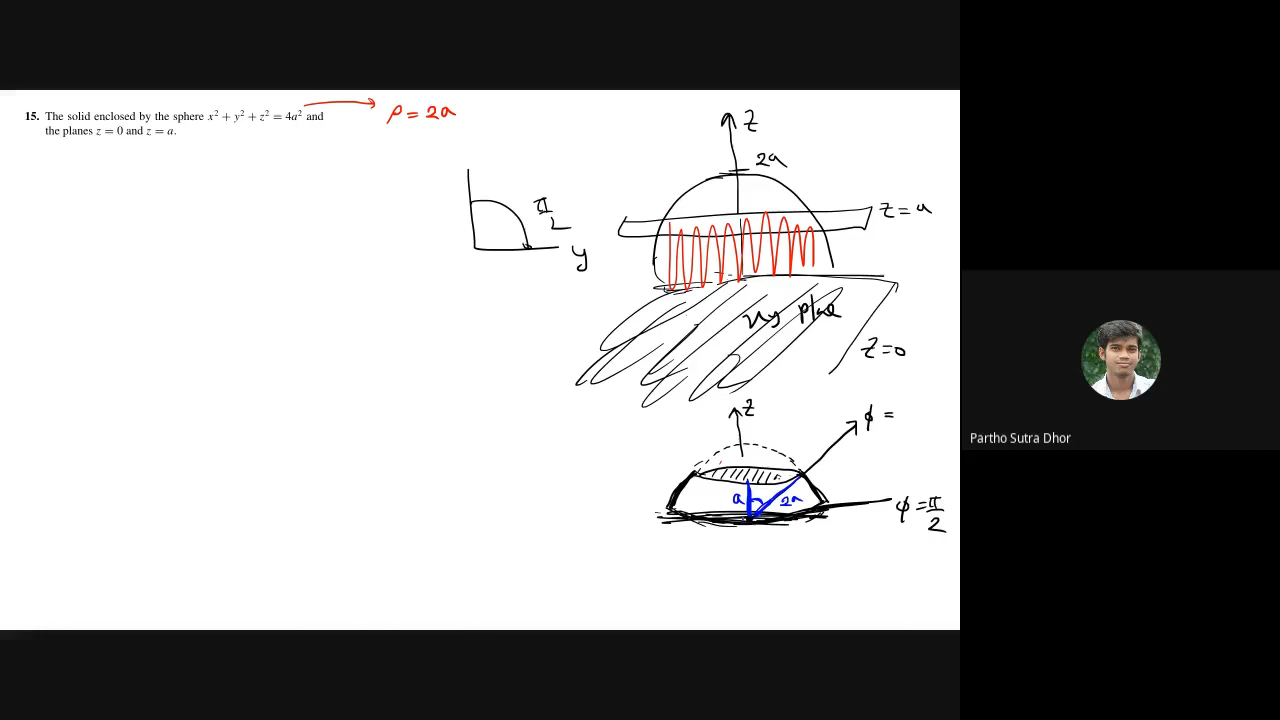 15. The solid enclosed by the sphere x² + y² + z² = 4a² and
the planes z = 0 and z = a.
ρ = 2a
z
2a
z = a
π/2
y
xy plane
z = 0
z
ϕ =
a
2a
ϕ = π/2
Partho Sutra Dhor